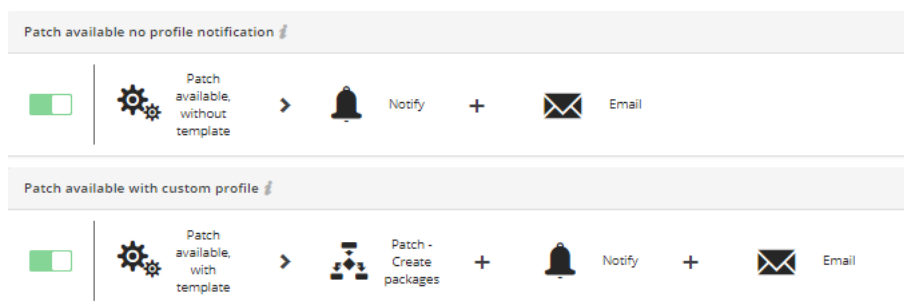 Patch available no profile notification i
Patch
available,
without
template
Notify
+
Email
Patch available with custom profile i
Patch
available,
with
template
Patch -
Create
packages
+
Notify
+
Email